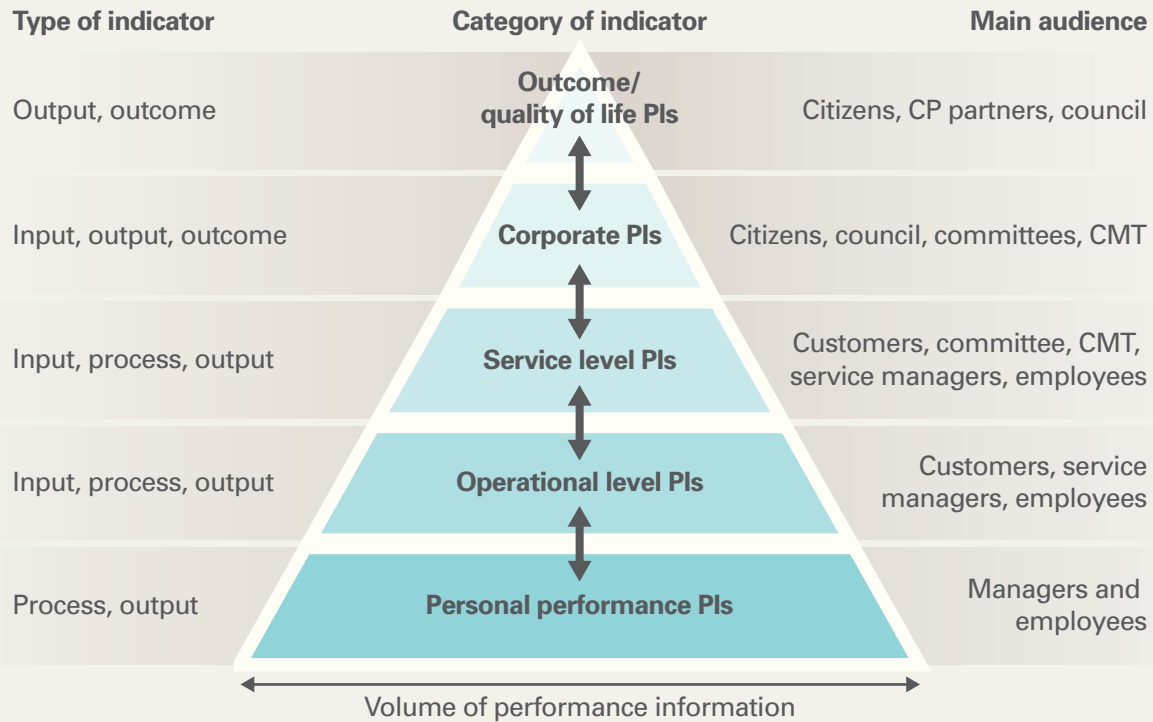 Type of indicator
Category of indicator
Main audience
Output, outcome
Outcome/
quality of life PIs
Citizens, CP partners, council
Input, output, outcome
Corporate PIs
Citizens, council, committees, CMT
Input, process, output
Service level PIs
Customers, committee, CMT,
service managers, employees
Input, process, output
Operational level PIs
Customers, service
managers, employees
Process, output
Personal performance PIs
Managers and
employees
Volume of performance information